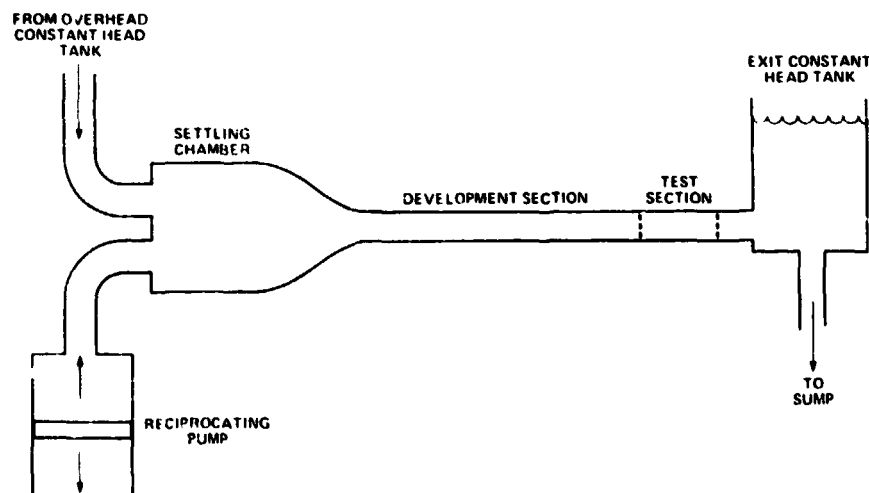 FROM OVERHEAD
CONSTANT HEAD
TANK
SETTLING
CHAMBER
EXIT CONSTANT
HEAD TANK
DEVELOPMENT SECTION
TEST
SECTION
RECIPROCATING
PUMP
TO
SUMP